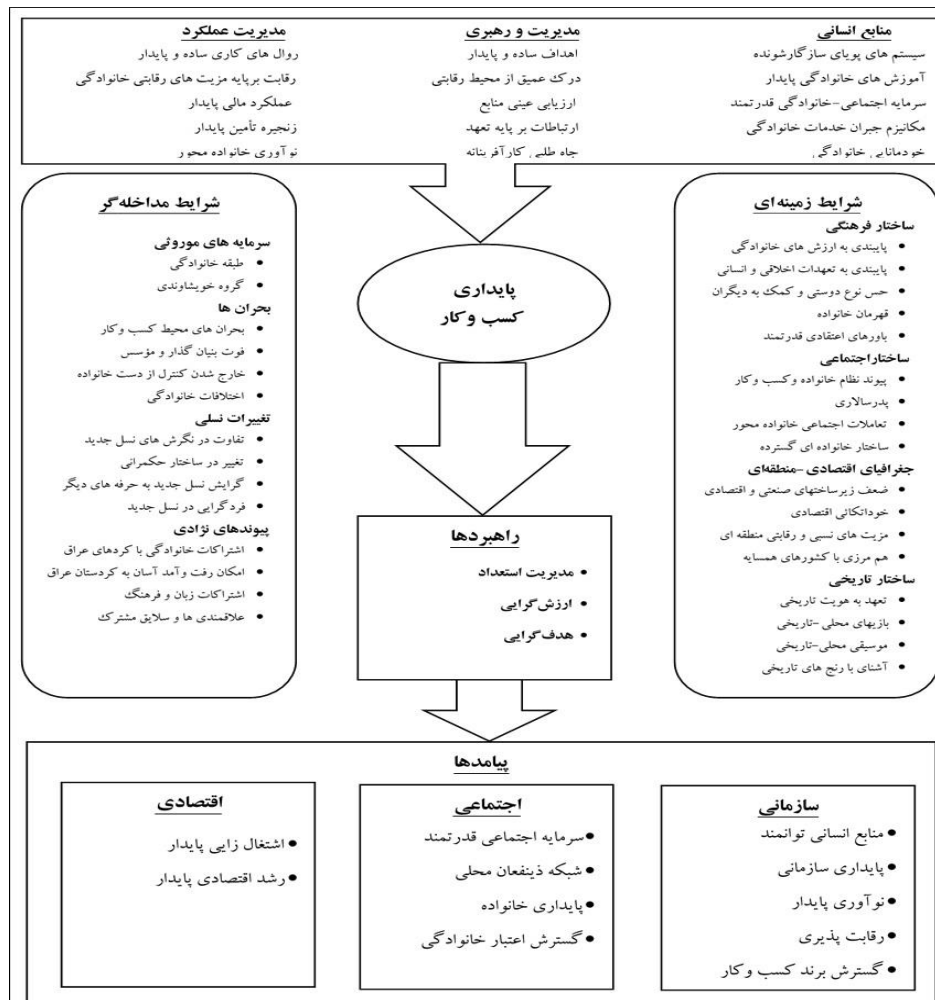 منابع انسانی
سیستم های پویای سازگارشونده
آموزش های خانوادگی پایدار
سرمایه اجتماعی-خانوادگی قدرتمند
مکانیزم جبران خدمات خانوادگی
خودمانایی خانوادگی
مدیریت و رهبری
اهداف ساده و پایدار
درک عمیق از محیط رقابتی
ارزیابی عینی منابع
ارتباطات بر پایه تعهد
جاه طلبی کارآفرینانه
مدیریت عملکرد
روال های کاری ساده و پایدار
رقابت برپایه مزیت های رقابتی خانوادگی
عملکرد مالی پایدار
زنجیره تأمین پایدار
نوآوری خانواده محور
شرایط زمینه ای
ساختار فرهنگی
• پایبندی به ارزش های خانوادگی
• پایبندی به تعهدات اخلاقی و انسانی
• حس نوع دوستی و کمک به دیگران
• قهرمان خانواده
• باورهای اعتقادی قدرتمند
ساختاراجتماعی
• پیوند نظام خانواده وکسب وکار
• پدرسالاری
• تعاملات اجتماعی خانواده محور
• ساختار خانواده ای گسترده
جغرافیای اقتصادی -منطقه‌ای
• ضعف زیرساختهای صنعتی و اقتصادی
• خوداتکائی اقتصادی
• مزیت های نسبی و رقابتی منطقه ای
• هم مرزی با کشورهای همسایه
ساختار تاریخی
• تعهد به هویت تاریخی
• بازیهای محلی -تاریخی
• موسیقی محلی-تاریخی
• آشنای با رنج های تاریخی
پایداری
کسب وکار
شرایط مداخله‌گر
سرمایه های موروثی
• طبقه خانوادگی
• گروه خویشاوندی
بحران ها
• بحران های محیط کسب وکار
• فوت بنیان گذار و مؤسس
• خارج شدن کنترل از دست خانواده
• اختلافات خانوادگی
تغییرات نسلی
• تفاوت در نگرش های نسل جدید
• تغییر در ساختار حکمرانی
• گرایش نسل جدید به حرفه های دیگر
• فردگرایی در نسل جدید
پیوندهای نژادی
• اشتراکات خانوادگی با کردهای عراق
• امکان رفت وآمد آسان به کردستان عراق
• اشتراکات زبان و فرهنگ
• علاقمندی ها و سلایق مشترک
راهبردها
• مدیریت استعداد
• ارزش‌گرایی
• هدف‌گرایی
پیامدها
سازمانی
• منابع انسانی توانمند
• پایداری سازمانی
• نوآوری پایدار
• رقابت پذیری
• گسترش برند کسب وکار
اجتماعی
• سرمایه اجتماعی قدرتمند
• شبکه ذینفعان محلی
• پایداری خانواده
• گسترش اعتبار خانوادگی
اقتصادی
• اشتغال زایی پایدار
• رشد اقتصادی پایدار